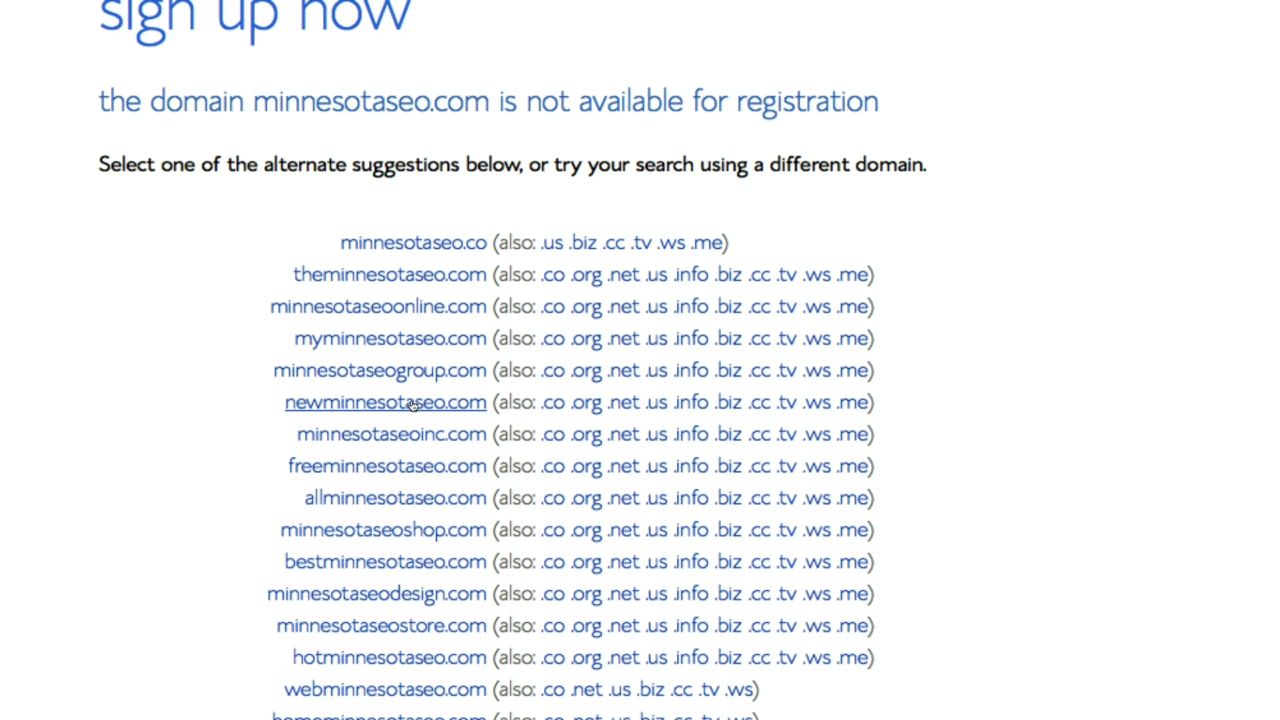 sign up now
the domain minnesotaseo.com is not available for registration
Select one of the alternate suggestions below, or try your search using a different domain.
minnesotaseo.co (also: .us .biz .cc .tv .ws .me)
theminnesotaseo.com (also: .co .org .net .us .info .biz .cc .tv .ws .me)
minnesotaseoonline.com (also: .co .org .net .us .info .biz .cc .tv .ws .me)
myminnesotaseo.com (also: .co .org .net .us .info .biz .cc .tv .ws .me)
minnesotaseogroup.com (also: .co .org .net .us .info .biz .cc .tv .ws .me)
newminnesotaseo.com (also: .co .org .net .us .info .biz .cc .tv .ws .me)
minnesotaseoinc.com (also: .co .org .net .us .info .biz .cc .tv .ws .me)
freeminnesotaseo.com (also: .co .org .net .us .info .biz .cc .tv .ws .me)
allminnesotaseo.com (also: .co .org .net .us .info .biz .cc .tv .ws .me)
minnesotaseoshop.com (also: .co .org .net .us .info .biz .cc .tv .ws .me)
bestminnesotaseo.com (also: .co .org .net .us .info .biz .cc .tv .ws .me)
minnesotaseodesign.com (also: .co .org .net .us .info .biz .cc .tv .ws .me)
minnesotaseostore.com (also: .co .org .net .us .info .biz .cc .tv .ws .me)
hotminnesotaseo.com (also: .co .org .net .us .info .biz .cc .tv .ws .me)
webminnesotaseo.com (also: .co .net .us .biz .cc .tv .ws)
homeminnesotaseo.com (also: .co .net .us .biz .cc .tv .ws)